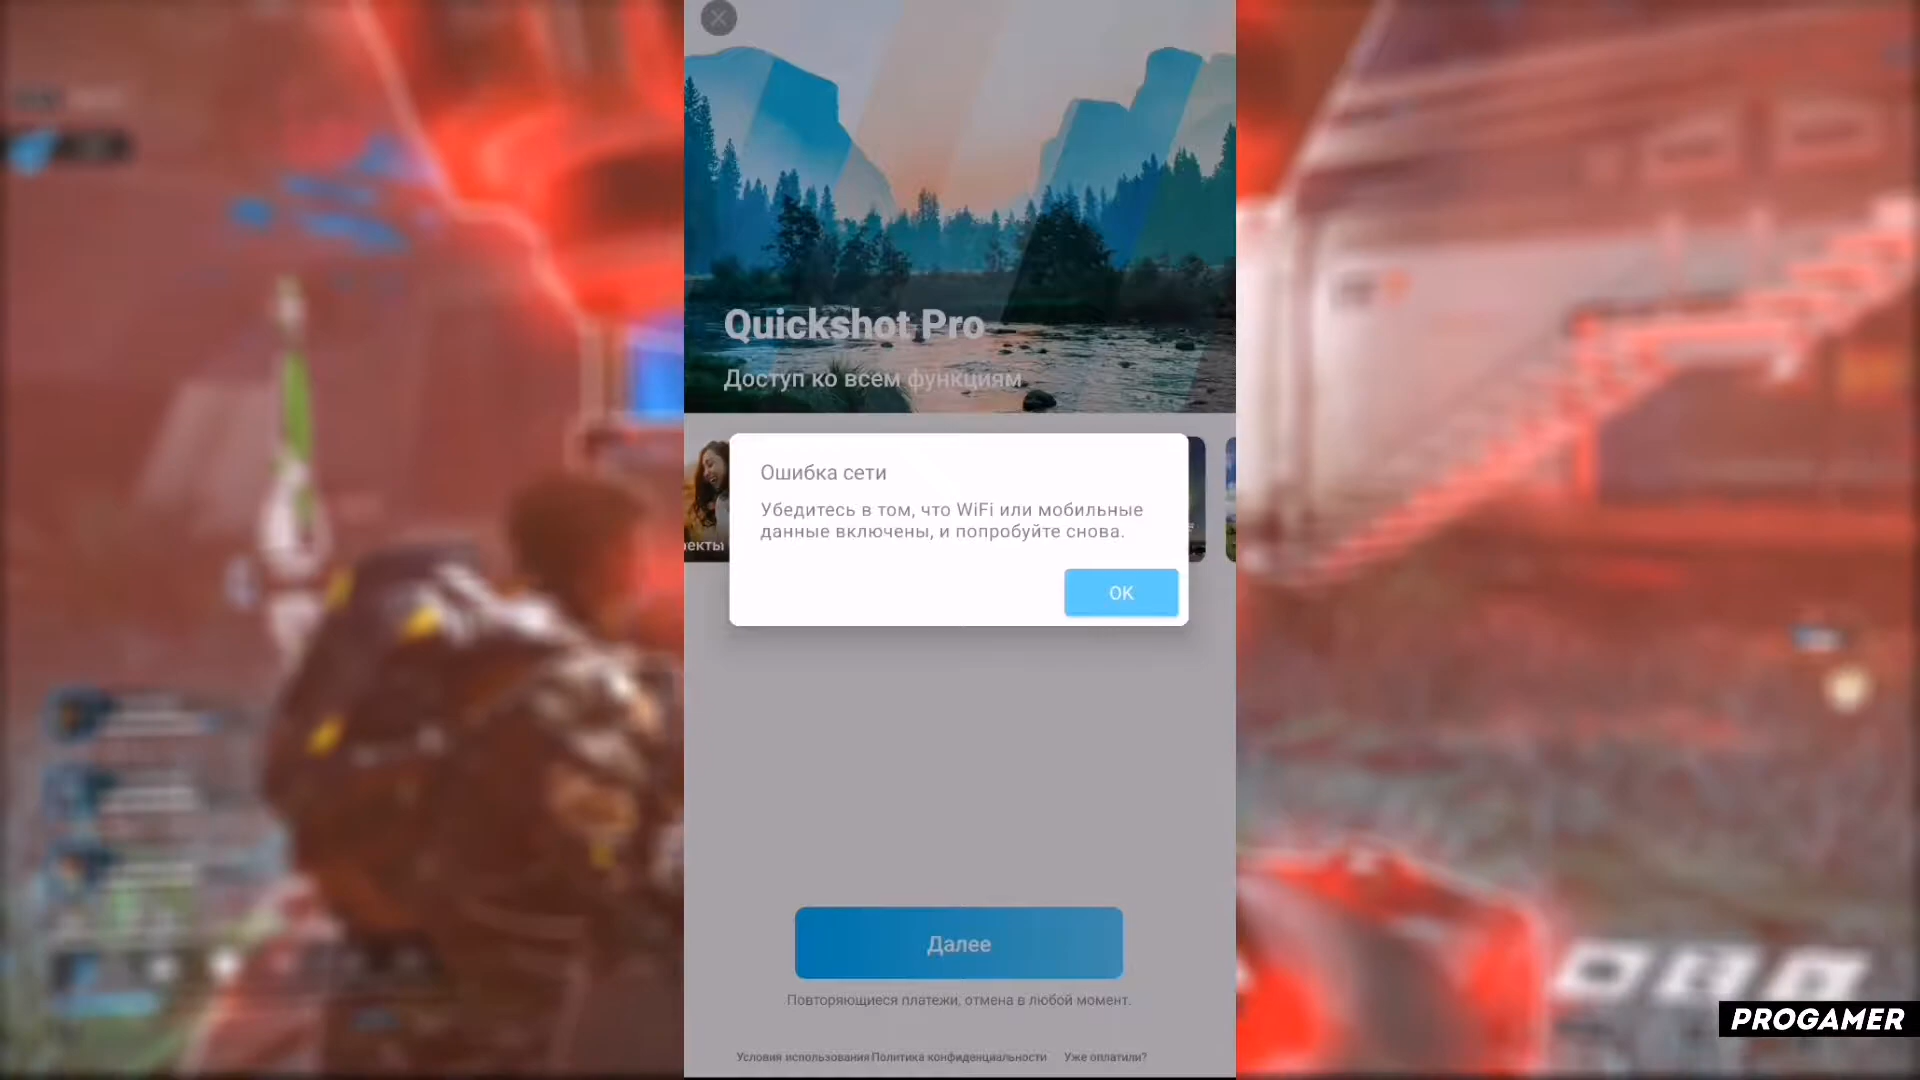 Quickshot Pro
Доступ ко всем функциям
Ошибка сети
Убедитесь в том, что WiFi или мобильные
данные включены, и попробуйте снова.
OK
Далее
Повторяющиеся платежи, отмена в любой момент.
Условия использования Политика конфиденциальности Уже оплатили?
PROGAMER